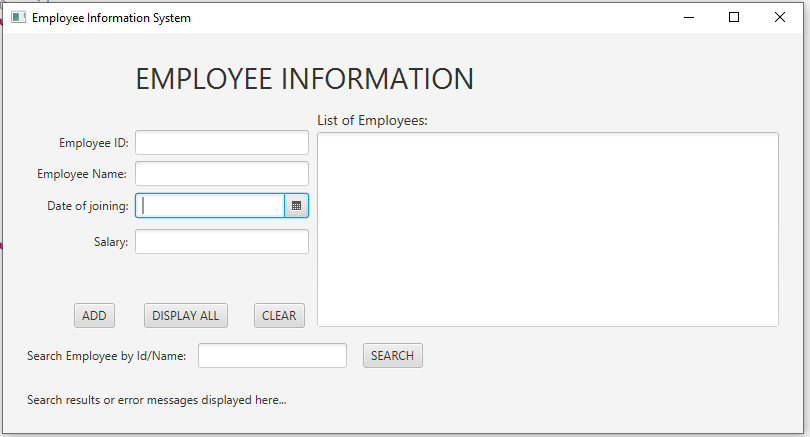 Employee Information System
EMPLOYEE INFORMATION
List of Employees:
Employee ID:
Employee Name:
Date of joining:
Salary:
ADD DISPLAY ALL CLEAR
Search Employee by Id/Name: SEARCH
Search results or error messages displayed here...